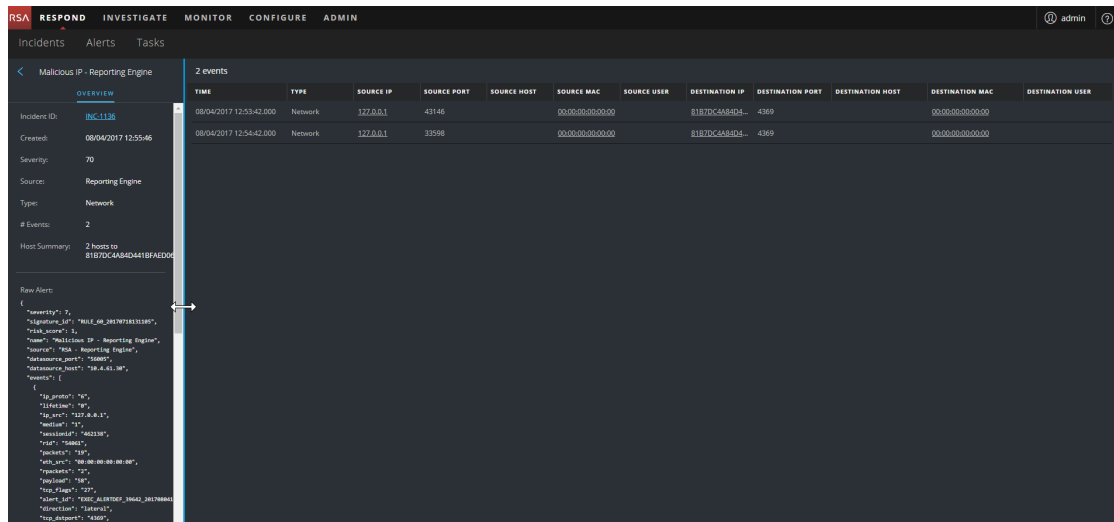 RSA RESPOND INVESTIGATE MONITOR CONFIGURE ADMIN admin
Incidents Alerts Tasks
Malicious IP - Reporting Engine
OVERVIEW
Incident ID: INC-1136
Created: 08/04/2017 12:55:46
Severity: 70
Source: Reporting Engine
Type: Network
# Events: 2
Host Summary: 2 hosts to
81B7DC4A84D441BFAED06
Raw Alert:
{
"severity": 7,
"signature_id": "RULE_60_20170710131105",
"risk_score": 1,
"name": "Malicious IP - Reporting Engine",
"source": "RSA - Reporting Engine",
"datasource_port": "56005",
"datasource_host": "10.4.61.30",
"events": [
{
"ip_proto": "6",
"lifetime": "0",
"ip_src": "127.0.0.1",
"medium": "1",
"sessionid": "462138",
"rid": "54061",
"packets": "19",
"eth_src": "00:00:00:00:00:00",
"rpackets": "2",
"payload": "50",
"tcp_flags": "27",
"alert_id": "EXEC_ALERTDEF_39642_201708041
"direction": "lateral",
"tcp_dstport": "4369",
2 events
TIME TYPE SOURCE IP SOURCE PORT SOURCE HOST SOURCE MAC SOURCE USER DESTINATION IP DESTINATION PORT DESTINATION HOST DESTINATION MAC DESTINATION USER
08/04/2017 12:53:42.000 Network 127.0.0.1 43146 00:00:00:00:00:00 81B7DC4A84D4... 4369 00:00:00:00:00:00
08/04/2017 12:54:42.000 Network 127.0.0.1 33598 00:00:00:00:00:00 81B7DC4A84D4... 4369 00:00:00:00:00:00